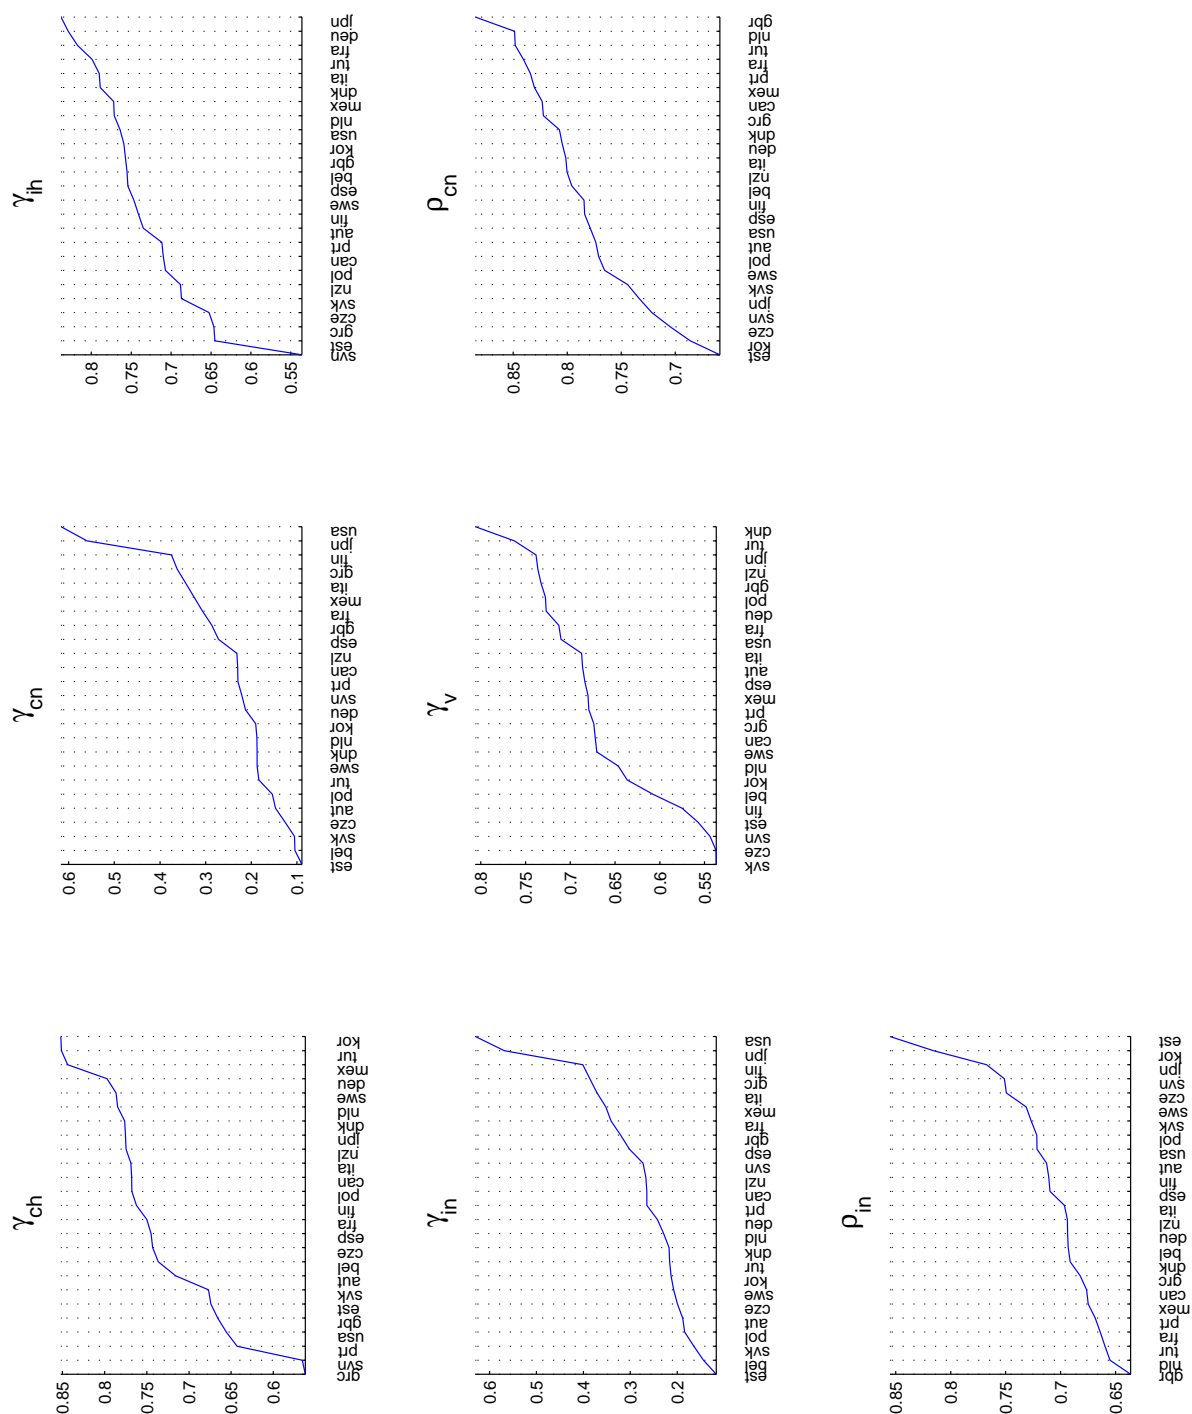 γch
0.85
0.8
0.75
0.7
0.65
0.6
grc
svn
prt
usa
gbr
est
svk
aut
bel
cze
esp
fra
fin
pol
can
ita
nzl
jpn
dnk
nld
swe
deu
mex
tur
kor
γcn
0.6
0.5
0.4
0.3
0.2
0.1
est
bel
svk
cze
aut
pol
tur
swe
dnk
nld
kor
deu
svn
prt
can
nzl
esp
gbr
fra
mex
ita
grc
fin
jpn
usa
γih
0.8
0.75
0.7
0.65
0.6
0.55
svn
est
grc
cze
svk
nzl
pol
can
prt
aut
fin
swe
esp
bel
gbr
kor
usa
nld
mex
dnk
ita
tur
fra
deu
jpn
γin
0.6
0.5
0.4
0.3
0.2
est
bel
svk
pol
aut
cze
swe
kor
tur
dnk
nld
deu
prt
can
nzl
svn
esp
gbr
fra
mex
ita
grc
fin
jpn
usa
γv
0.8
0.75
0.7
0.65
0.6
0.55
svk
cze
svn
est
fin
bel
kor
nld
swe
can
grc
prt
mex
esp
aut
ita
usa
fra
deu
pol
gbr
nzl
jpn
tur
dnk
ρcn
0.85
0.8
0.75
0.7
est
kor
cze
svn
jpn
svk
swe
pol
aut
usa
esp
fin
bel
nzl
ita
deu
dnk
grc
can
mex
prt
fra
tur
nld
gbr
ρin
0.85
0.8
0.75
0.7
0.65
gbr
nld
tur
fra
prt
mex
can
grc
dnk
bel
deu
nzl
ita
esp
fin
aut
usa
pol
svk
swe
cze
svn
jpn
kor
est